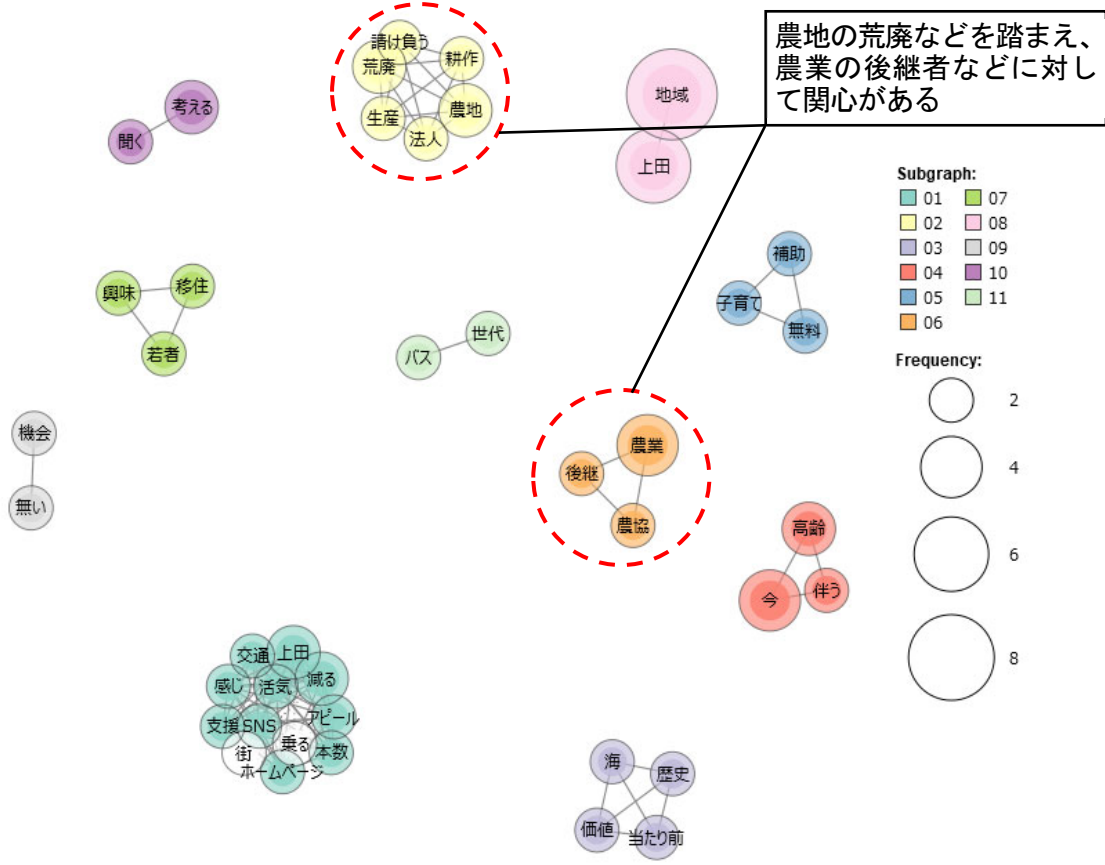 農地の荒廃などを踏まえ、
農業の後継者などに対し
て関心がある
請け負う
荒廃
耕作
生産
農地
法人
地域
上田
考える
聞く
補助
子育て
無料
興味
移住
若者
バス
世代
機会
無い
農業
後継
農協
高齢
今
伴う
交通
上田
感じ
活気
減る
支援
SNS
アピール
街
乗る
本数
ホームページ
海
歴史
価値
当たり前
Subgraph:
01 07
02 08
03 09
04 10
05 11
06
Frequency:
2
4
6
8